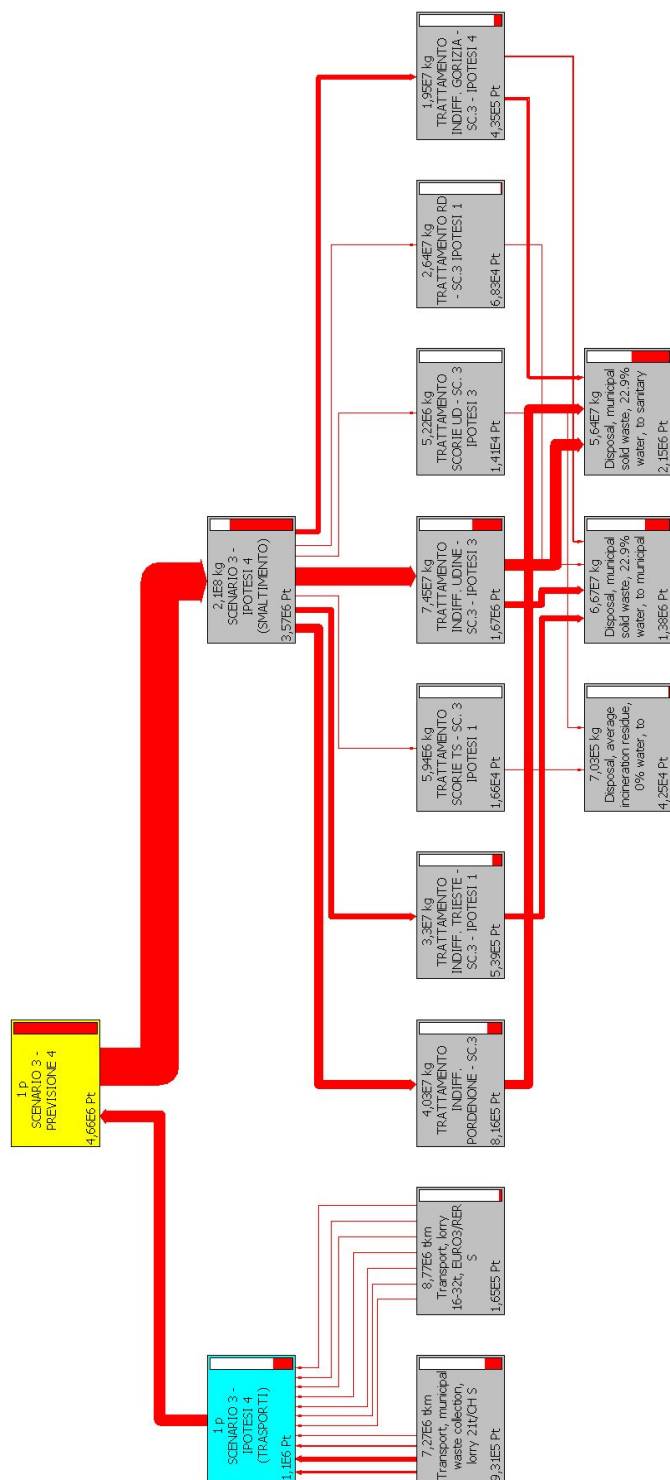 1 p
SCENARIO 3 -
PREVISIONE 4
4,66E6 Pt
1 p
SCENARIO 3 -
IPOTESI 4
(TRASPORTI)
1,1E6 Pt
2,1E8 kg
SCENARIO 3 -
IPOTESI 4
(SMALTIMENTO)
3,57E6 Pt
7,27E6 tkm
Transport, municipal
waste collection,
lorry 21t/CH S
9,31E5 Pt
8,77E6 tkm
Transport, lorry
16-32t, EURO3/RER
S
1,65E5 Pt
4,03E7 kg
TRATTAMENTO
INDIFF.
PORDENONE - SC.3
8,16E5 Pt
3,3E7 kg
TRATTAMENTO
INDIFF. TRIESTE -
SC.3 - IPOTESI 1
5,39E5 Pt
5,94E6 kg
TRATTAMENTO
SCORIE TS - SC. 3
IPOTESI 1
1,66E4 Pt
7,45E7 kg
TRATTAMENTO
INDIFF. UDINE -
SC.3 - IPOTESI 3
1,67E6 Pt
5,22E6 kg
TRATTAMENTO
SCORIE UD - SC. 3
IPOTESI 3
1,41E4 Pt
2,64E7 kg
TRATTAMENTO RD
- SC.3 IPOTESI 1
6,83E4 Pt
1,95E7 kg
TRATTAMENTO
INDIFF. GORIZIA -
SC.3 - IPOTESI 4
4,35E5 Pt
7,03E5 kg
Disposal, average
incineration residue,
0% water, to
4,25E4 Pt
6,67E7 kg
Disposal, municipal
solid waste, 22.9%
water, to municipal
1,38E6 Pt
5,64E7 kg
Disposal, municipal
solid waste, 22.9%
water, to sanitary
2,15E6 Pt